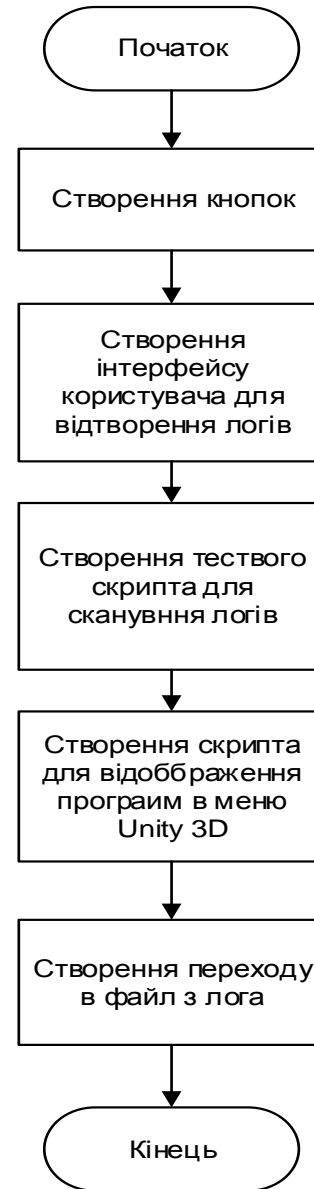 Початок
Створення кнопок
Створення
інтерфейсу
користувача для
відтворення логів
Створення тествого
скрипта для
сканувння логів
Створення скрипта
для відоббраження
програим в меню
Unity 3D
Створення переходу
в файл з лога
Кінець